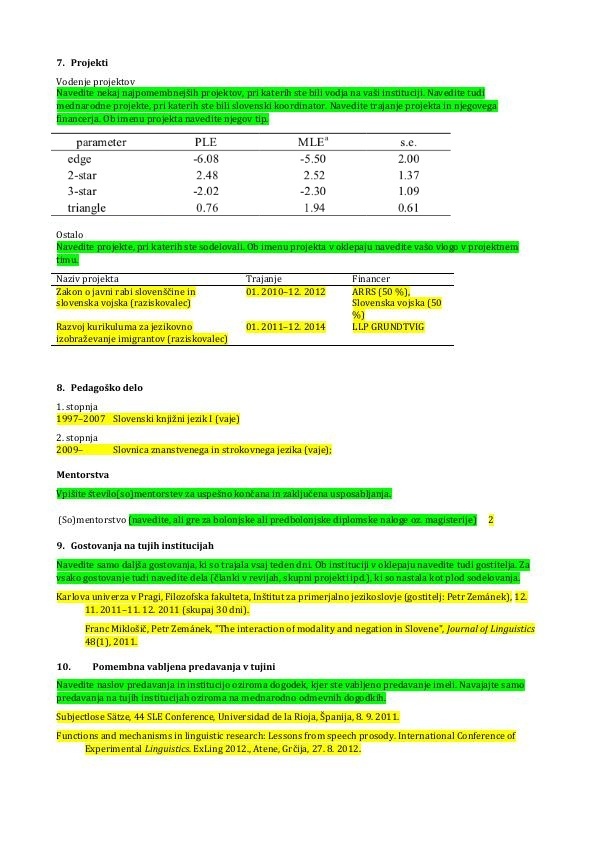 7. Projekti
Vodenje projektov
Navedite nekaj najpomembnejših projektov, pri katerih ste bili vodja na vaši instituciji. Navedite tudi
mednarodne projekte, pri katerih ste bili slovenski koordinator. Navedite trajanje projekta in njegovega
financerja. Ob imenu projekta navedite njegov tip.
parameter PLE MLEᵃ s.e.
edge -6.08 -5.50 2.00
2-star 2.48 2.52 1.37
3-star -2.02 -2.30 1.09
triangle 0.76 1.94 0.61
Ostalo
Navedite projekte, pri katerih ste sodelovali. Ob imenu projekta v oklepaju navedite vašo vlogo v projektnem
timu.
Naziv projekta Trajanje Financer
Zakon o javni rabi slovenščine in 01. 2010–12. 2012 ARRS (50 %),
slovenska vojska (raziskovalec) Slovenska vojska (50
%)
Razvoj kurikuluma za jezikovno 01. 2011–12. 2014 LLP GRUNDTVIG
izobraževanje imigrantov (raziskovalec)
8. Pedagoško delo
1. stopnja
1997–2007 Slovenski knjižni jezik I (vaje)
2. stopnja
2009– Slovnica znanstvenega in strokovnega jezika (vaje);
Mentorstva
Vpišite število(so)mentorstev za uspešno končana in zaključena usposabljanja.
(So)mentorstvo (navedite, ali gre za bolonjske ali predbolonjske diplomske naloge oz. magisterije) 2
9. Gostovanja na tujih institucijah
Navedite samo daljša gostovanja, ki so trajala vsaj teden dni. Ob instituciji v oklepaju navedite tudi gostitelja. Za
vsako gostovanje tudi navedite dela (članki v revijah, skupni projekti ipd.), ki so nastala kot plod sodelovanja.
Karlova univerza v Pragi, Filozofska fakulteta, Inštitut za primerjalno jezikoslovje (gostitelj: Petr Zemánek), 12.
11. 2011–11. 12. 2011 (skupaj 30 dni).
Franc Miklošič, Petr Zemánek, "The interaction of modality and negation in Slovene", Journal of Linguistics
48(1), 2011.
10. Pomembna vabljena predavanja v tujini
Navedite naslov predavanja in institucijo oziroma dogodek, kjer ste vabljeno predavanje imeli. Navajajte samo
predavanja na tujih institucijah oziroma na mednarodno odmevnih dogodkih.
Subjectlose Sätze, 44 SLE Conference, Universidad de la Rioja, Španija, 8. 9. 2011.
Functions and mechanisms in linguistic research: Lessons from speech prosody. International Conference of
Experimental Linguistics. ExLing 2012., Atene, Grčija, 27. 8. 2012.